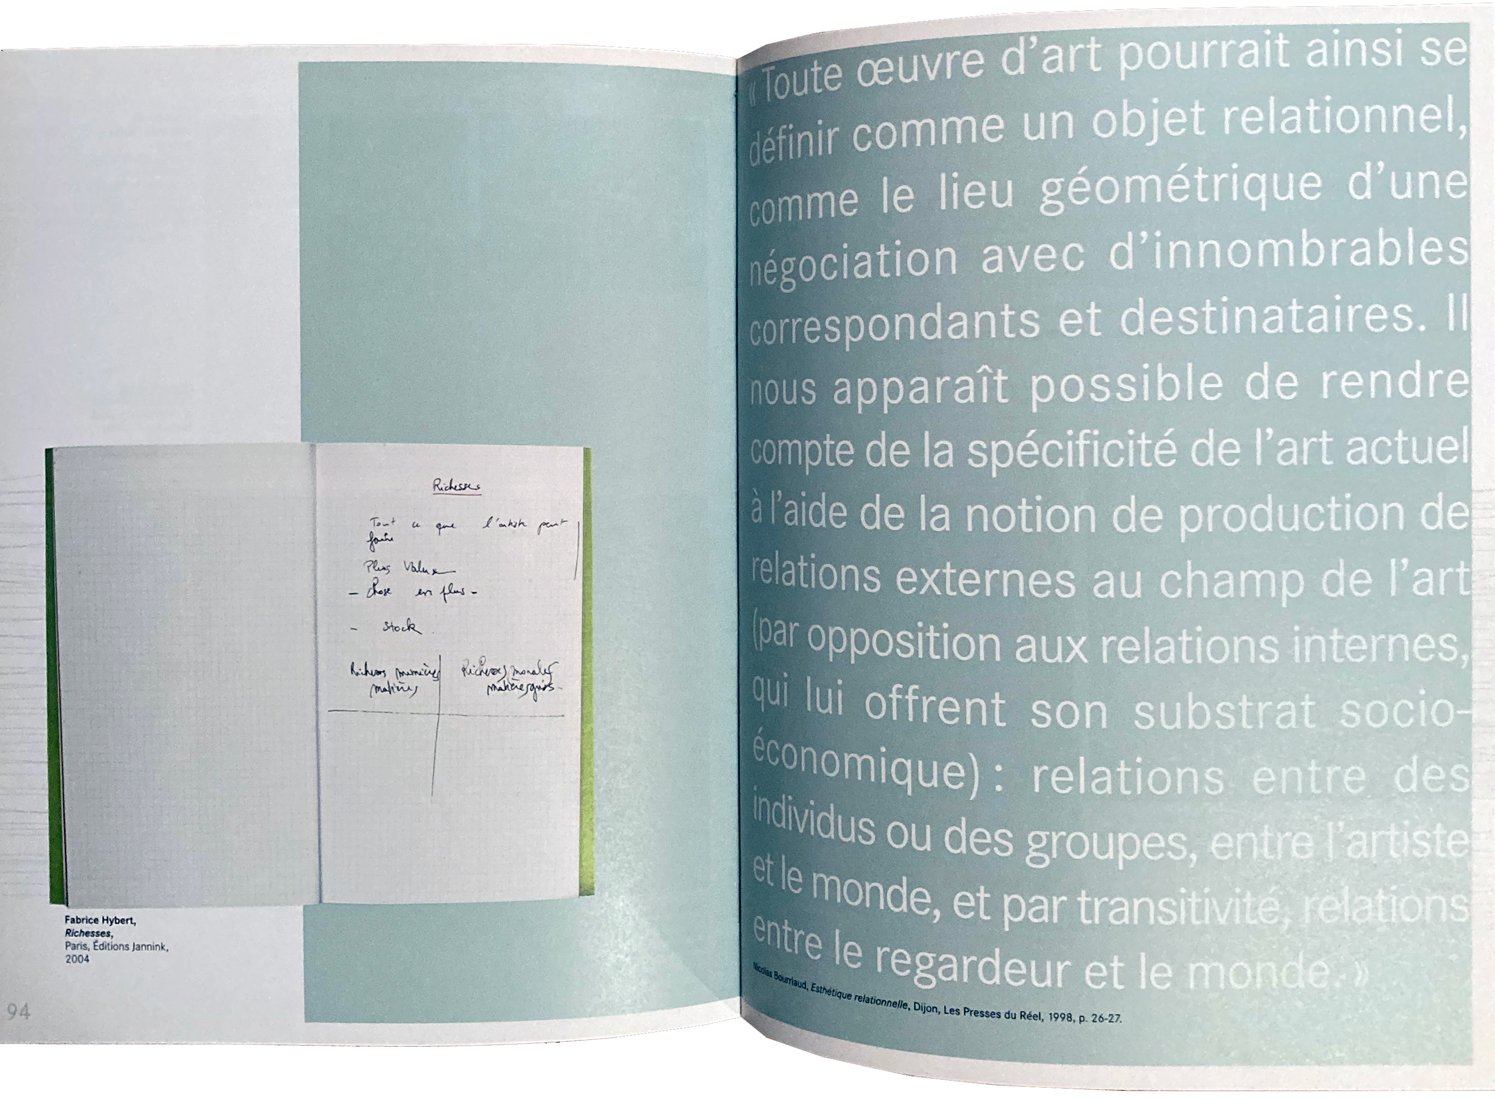 Richesses
Tout ce que l'artiste peut
faire
Plus Value
- Chose en plus -
- Stock
Richesses
matières
Richesses morales
Fabrice Hybert,
Richesses,
Paris, Éditions Jannink,
2004
94
« Toute œuvre d'art pourrait ainsi se
définir comme un objet relationnel,
comme le lieu géométrique d'une
négociation avec d'innombrables
correspondants et destinataires. Il
nous apparaît possible de rendre
compte de la spécificité de l'art actuel
à l'aide de la notion de production de
relations externes au champ de l'art
(par opposition aux relations internes,
qui lui offrent son substrat socio-
économique) : relations entre des
individus ou des groupes, entre l'artiste
et le monde, et par transitivité, relations
entre le regardeur et le monde. »
Nicolas Bourriaud, Esthétique relationnelle, Dijon, Les Presses du Réel, 1998, p. 26-27.